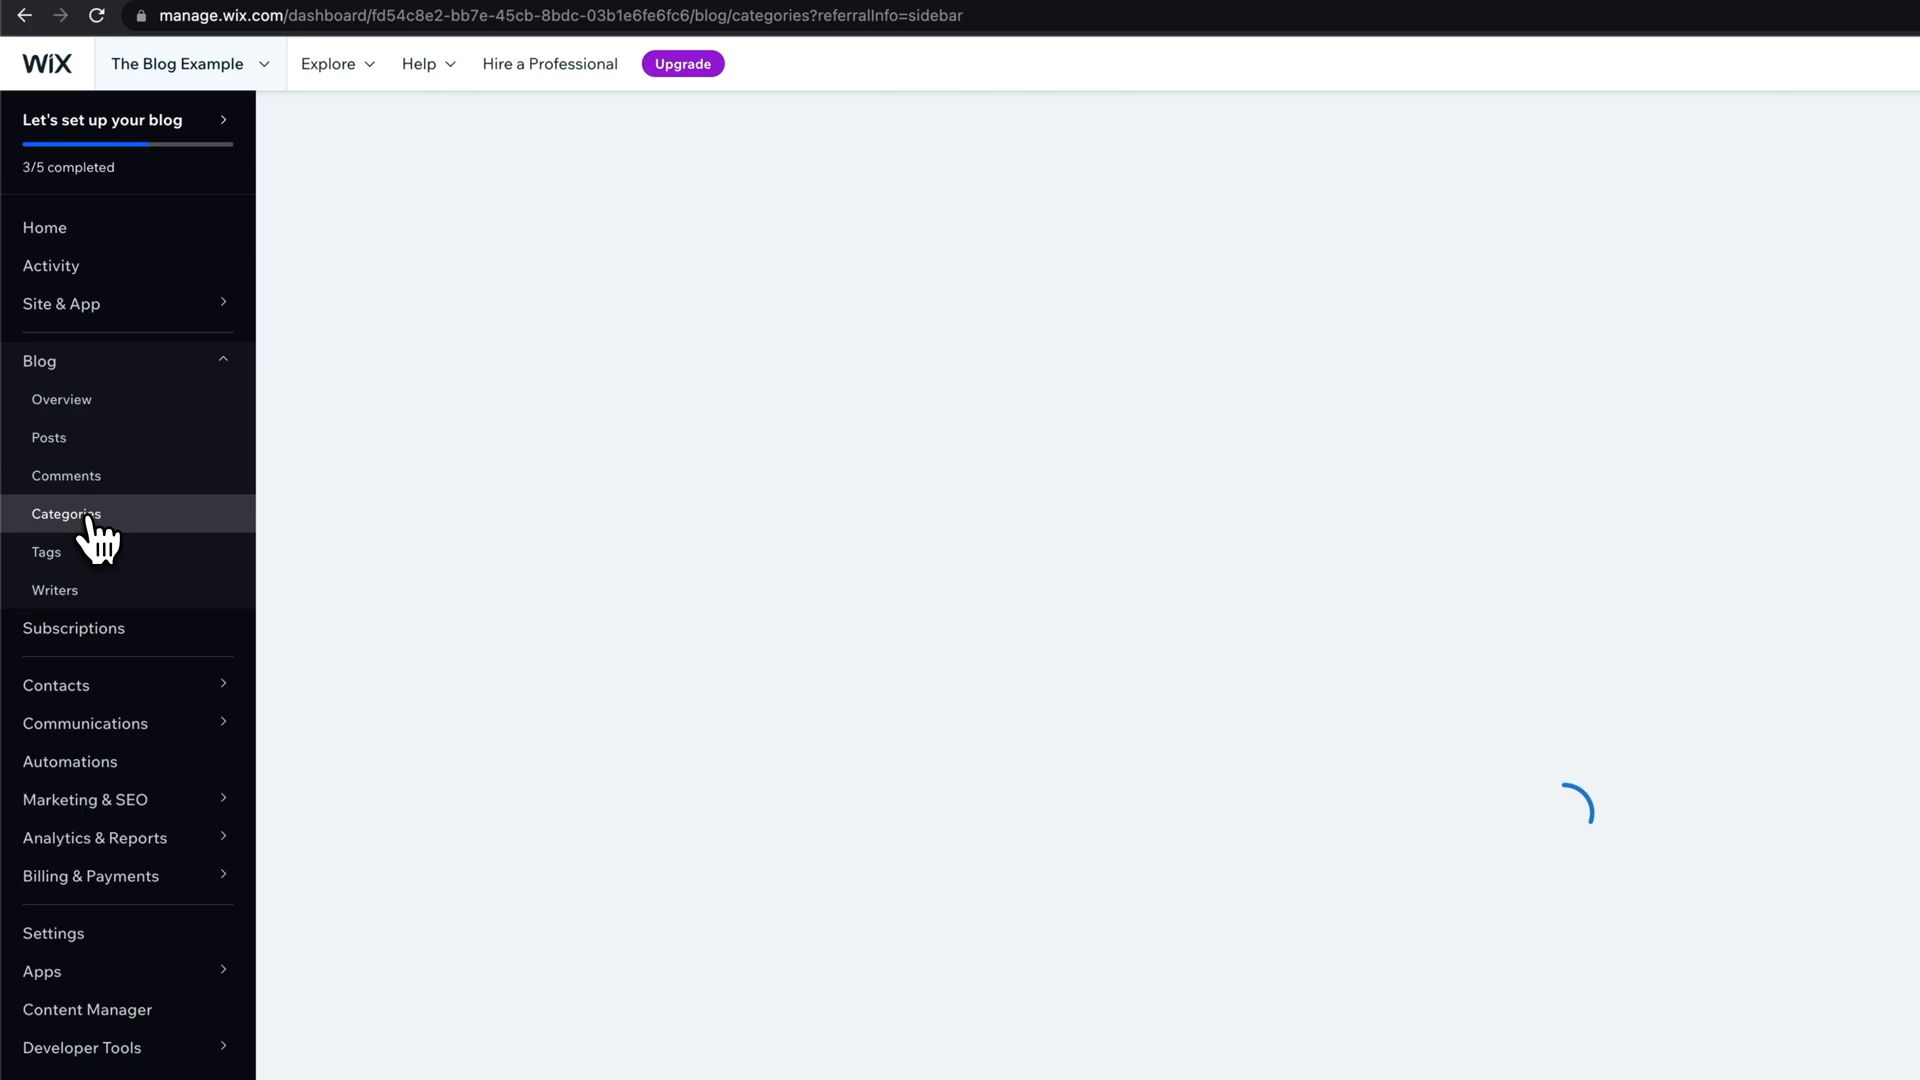 manage.wix.com/dashboard/fd54c8e2-bb7e-45cb-8bdc-03b1e6fe6fc6/blog/categories?referralInfo=sidebar
WiX The Blog Example Explore Help Hire a Professional Upgrade
Let's set up your blog
3/5 completed
Home
Activity
Site & App
Blog
Overview
Posts
Comments
Categories
Tags
Writers
Subscriptions
Contacts
Communications
Automations
Marketing & SEO
Analytics & Reports
Billing & Payments
Settings
Apps
Content Manager
Developer Tools